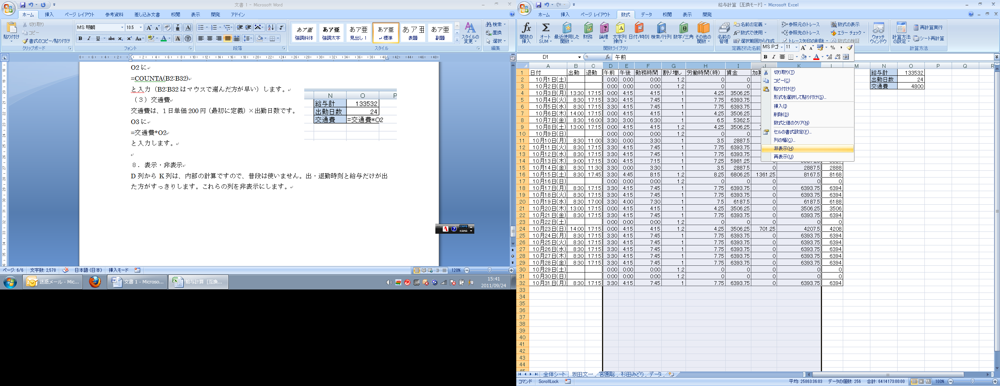 文書 1 - Microsoft Word
ホーム 挿入 ページ レイアウト 参考資料 差し込み文書 校閲 表示 開発 アドイン
貼り付け 切り取り コピー 書式のコピー/貼り付け
MS 明朝 10.5
あア亜 強調斜体 あア亜 強調太字 あア亜 見出し 1 あア亜 標準 あア亜 表題 あア亜 副題 スタイルの変更
検索 置換 選択
クリップボード フォント 段落 スタイル 編集
O2 に
=COUNTA(B2:B32)
と入力（B2:B32 はマウスで選んだ方が早い）します。
（３）交通費
交通費は、1 日単価 200 円（最初に定義）×出勤日数です。
O3 に
=交通費*O2
と入力します。
８．表示・非表示
D 列から K 列は、内部の計算ですので、普段は使いません。出・退勤時刻と給与だけが出
た方がすっきりします。これらの列を非表示にします。
N O P
給与計 133532
出勤日数 24
交通費 =交通費*O2
CAPS
KANA
ページ: 6/6 文字数: 2,578 日本語 (日本) 挿入モード 120%
迷惑メール - Mic... 文書 1 - Microso... 給与計算 [互換... 15:41
2011/09/24
給与計算 [互換モード] - Microsoft Excel
ホーム 挿入 ページ レイアウト 数式 データ 校閲 表示 開発
関数の挿入 オート SUM 最近使用した関数 財務 論理 文字列操作 日付/時刻 検索/行列 数学/三角 その他の関数
名前の管理 名前の定義 数式で使用 選択範囲から作成
参照元のトレース 参照先のトレース トレース矢印の削除 数式の表示 エラー チェック 数式の検証
ウォッチ ウィンドウ 計算方法の設定 再計算実行 シート再計算
関数ライブラリ 定義された名前 計算方法
MS Pゴ 11
D1 午前
A B C D E F G H I J K L M N O P Q R
1 日付 出勤 退勤 午前 午後 勤務時間 割り増し 労働時間(時) 賃金 加算 給与計 133532
2 10月1日(土) 0:00 0:00 0:00 1.2 0 0 出勤日数 24
3 10月2日(日) 0:00 0:00 0:00 1.2 0 0 交通費 4800
4 10月3日(月) 13:30 17:15 0:00 4:15 4:15 1 4.25 3506.25
5 10月4日(火) 8:30 17:15 3:30 4:15 7:45 1 7.75 6393.75
6 10月5日(水) 8:30 17:15 3:30 4:15 7:45 1 7.75 6393.75
7 10月6日(木) 14:00 17:15 0:00 4:15 4:15 1 4.25 3506.25
8 10月7日(金) 8:30 16:00 3:30 3:00 6:30 1 6.5 5362.5
9 10月8日(土) 13:00 17:15 0:00 4:15 4:15 1.2 4.25 3506.25
10 10月9日(日) 0:00 0:00 0:00 1.2 0 0
11 10月10日(月) 8:30 11:00 3:30 0:00 3:30 1 3.5 2887.5
12 10月11日(火) 8:30 17:15 3:30 4:15 7:45 1 7.75 6393.75
13 10月12日(水) 8:30 17:15 3:30 4:15 7:45 1 7.75 6393.75
14 10月13日(木) 9:00 17:15 3:00 4:15 7:15 1 7.25 5981.25
15 10月14日(金) 8:30 11:30 3:30 0:00 3:30 1 3.5 2887.5 0 2887.5 2888
16 10月15日(土) 8:30 17:45 3:30 4:45 8:15 1.2 8.25 6806.25 1361.25 8167.5 8168
17 10月16日(日) 0:00 0:00 0:00 1.2 0 0 0 0 0
18 10月17日(月) 8:30 17:15 3:30 4:15 7:45 1 7.75 6393.75 0 6393.75 6394
19 10月18日(火) 8:30 17:15 3:30 4:15 7:45 1 7.75 6393.75 0 6393.75 6394
20 10月19日(水) 8:30 17:00 3:30 4:00 7:30 1 7.5 6187.5 0 6187.5 6188
21 10月20日(木) 13:00 17:15 0:00 4:15 4:15 1 4.25 3506.25 0 3506.25 3506
22 10月21日(金) 8:30 17:15 3:30 4:15 7:45 1 7.75 6393.75 0 6393.75 6394
23 10月22日(土) 0:00 0:00 0:00 1.2 0 0 0 0 0
24 10月23日(日) 14:00 17:15 0:00 4:15 4:15 1.2 4.25 3506.25 701.25 4207.5 4208
25 10月24日(月) 8:30 17:15 3:30 4:15 7:45 1 7.75 6393.75 0 6393.75 6394
26 10月25日(火) 8:30 17:15 3:30 4:15 7:45 1 7.75 6393.75 0 6393.75 6394
27 10月26日(水) 8:30 17:15 3:30 4:15 7:45 1 7.75 6393.75 0 6393.75 6394
28 10月27日(木) 8:30 17:15 3:30 4:15 7:45 1 7.75 6393.75 0 6393.75 6394
29 10月28日(金) 8:30 17:15 3:30 4:15 7:45 1 7.75 6393.75 0 6393.75 6394
30 10月29日(土) 0:00 0:00 0:00 1.2 0 0 0 0 0
31 10月30日(日) 0:00 0:00 0:00 1.2 0 0 0 0 0
32 10月31日(月) 8:30 17:15 3:30 4:15 7:45 1 7.75 6393.75 0 6393.75 6394
33
34
35
36
37
38
39
40
41
42
43
44
切り取り(T)
コピー(C)
貼り付け(P)
形式を選択して貼り付け(S)...
挿入(I)
削除(D)
数式と値のクリア(N)
セルの書式設定(F)...
列の幅(C)...
非表示(H)
再表示(U)
全体シート 坂田文一 宮園聡 杉田みどり データ
コマンド ScrollLock 平均: 25863:36:03 データの個数: 256 合計: 6414173:00:00 100%